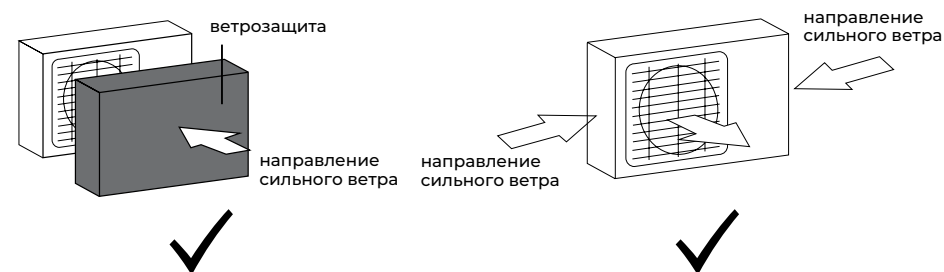 ветрозащита
направление
сильного ветра
направление
сильного ветра
направление
сильного ветра